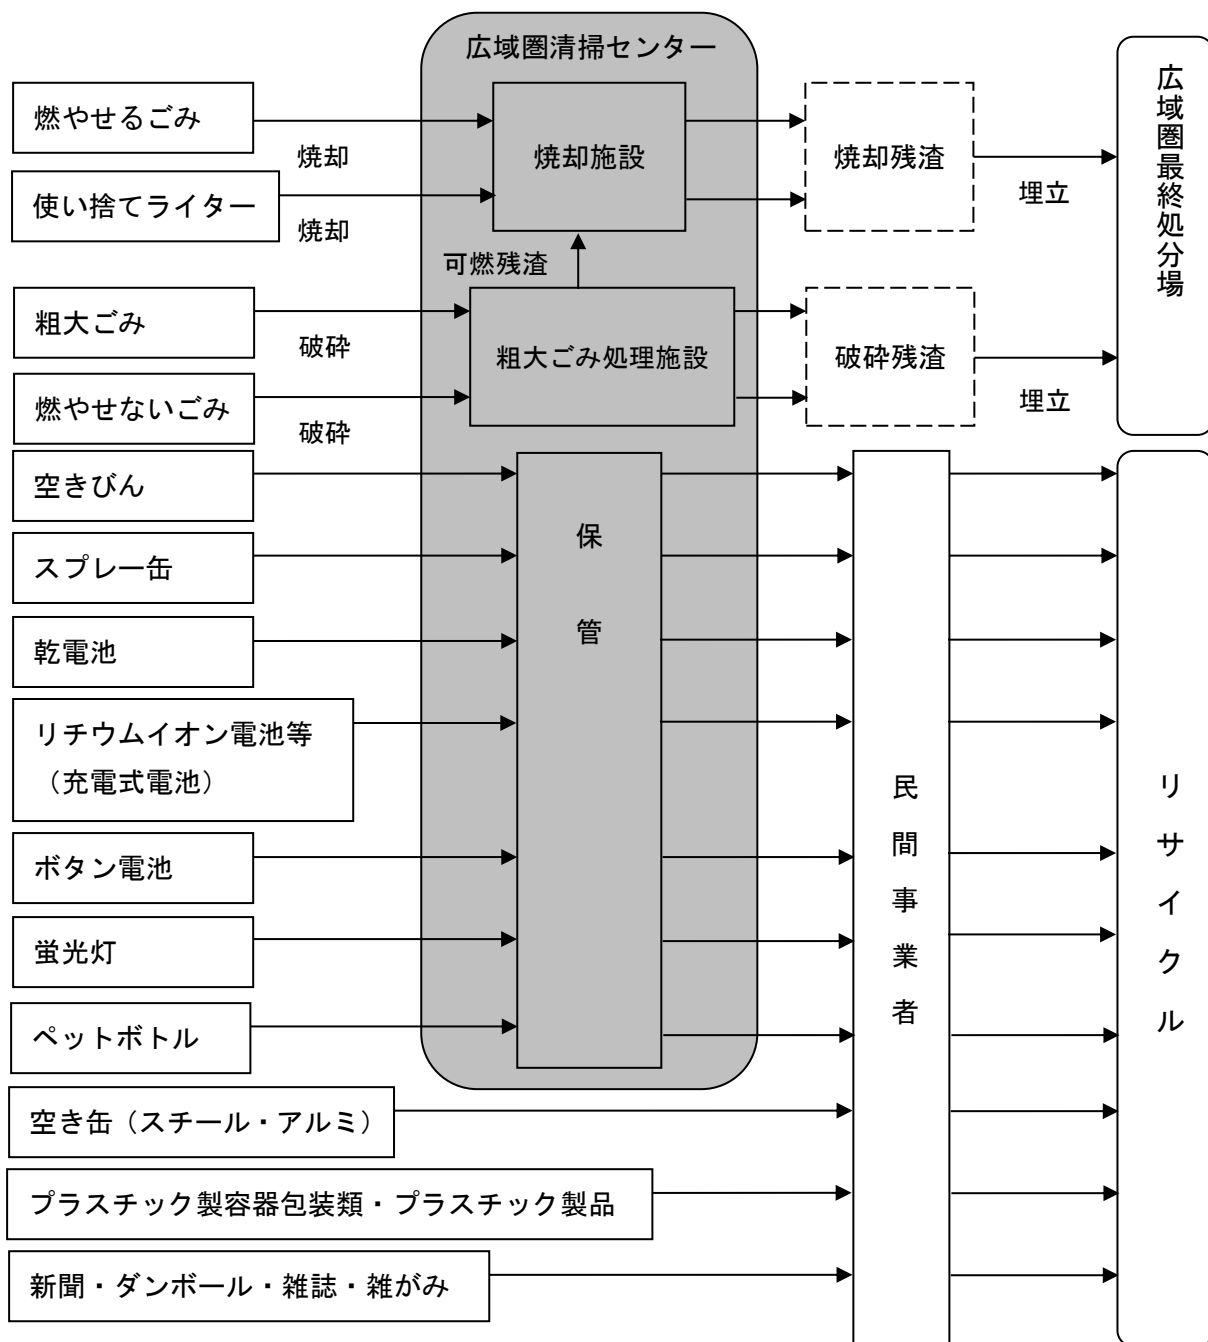 広域圏清掃センター
燃やせるごみ
焼却
焼却施設
焼却残渣
埋立
広域圏最終処分場
使い捨てライター
焼却
可燃残渣
粗大ごみ
破砕
粗大ごみ処理施設
破砕残渣
埋立
燃やせないごみ
破砕
空きびん
保管
スプレー缶
乾電池
リチウムイオン電池等
（充電式電池）
民間事業者
リサイクル
ボタン電池
蛍光灯
ペットボトル
空き缶（スチール・アルミ）
プラスチック製容器包装類・プラスチック製品
新聞・ダンボール・雑誌・雑がみ